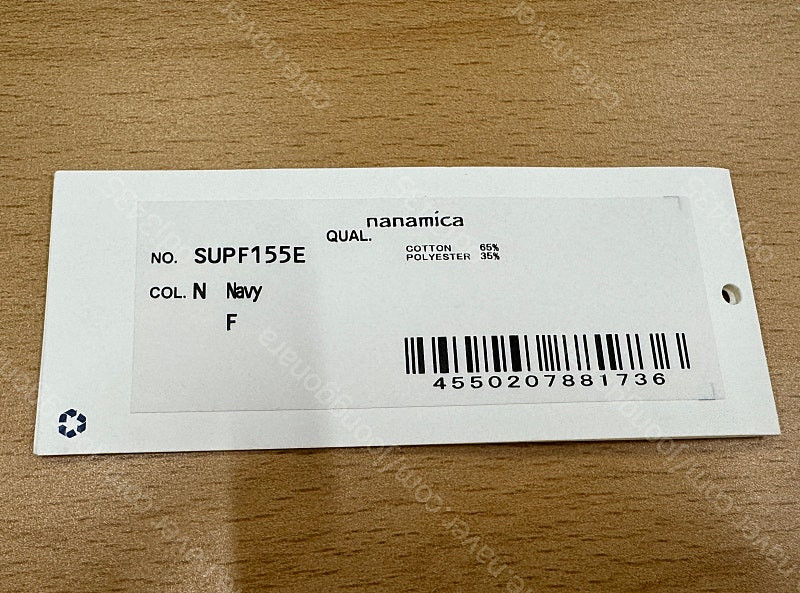 nanamica
QUAL.
NO. SUPF155E
COTTON 65%
POLYESTER 35%
COL. N Navy
F
4550207881736